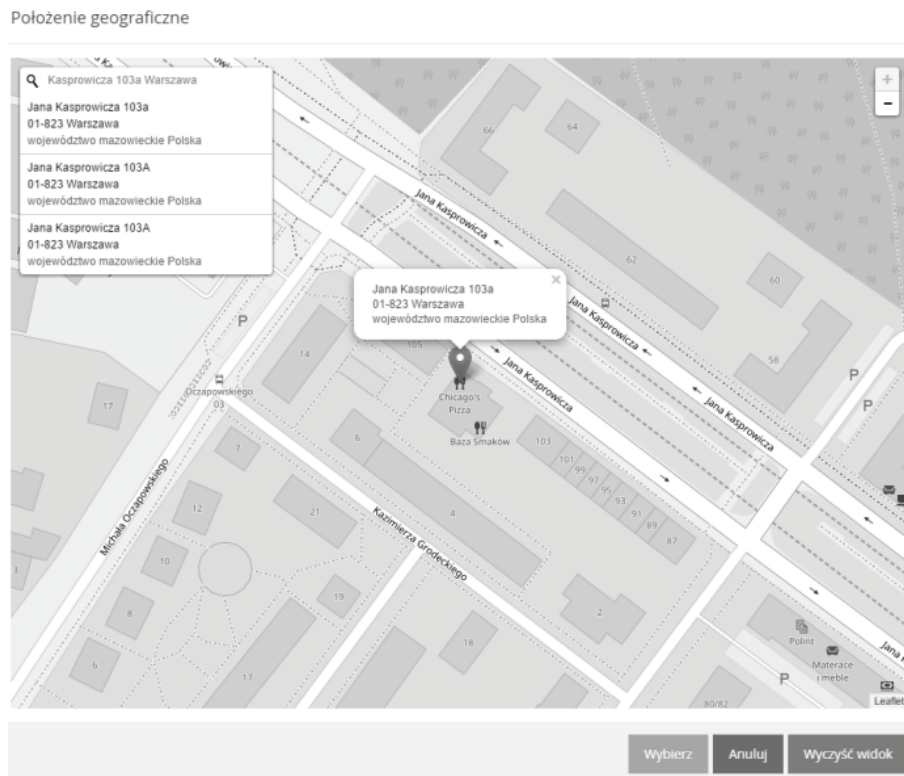 Położenie geograficzne
Kasprowicza 103a Warszawa
Jana Kasprowicza 103a
01-823 Warszawa
województwo mazowieckie Polska
Jana Kasprowicza 103A
01-823 Warszawa
województwo mazowieckie Polska
Jana Kasprowicza 103A
01-823 Warszawa
województwo mazowieckie Polska
+
-
66
64
Jana Kasprowicza
62
60
Jana Kasprowicza 103a
01-823 Warszawa
województwo mazowieckie Polska
×
Jana Kasprowicza
P
14
105
Jana Kasprowicza
58
P
P
17
Oczapowskiego
03
Chicago's
Pizza
Jana Kasprowicza
Baza Smaków
7
6
103
101
99
97
95
93
91
89
87
Michała Oczapowskiego
12
21
4
Kazimierza Grodeckiego
10
3
8
19
2
18
6
17
Polint
Materace
i meble
P
80/82
Jana
Leaflet
Wybierz
Anuluj
Wyczyść widok